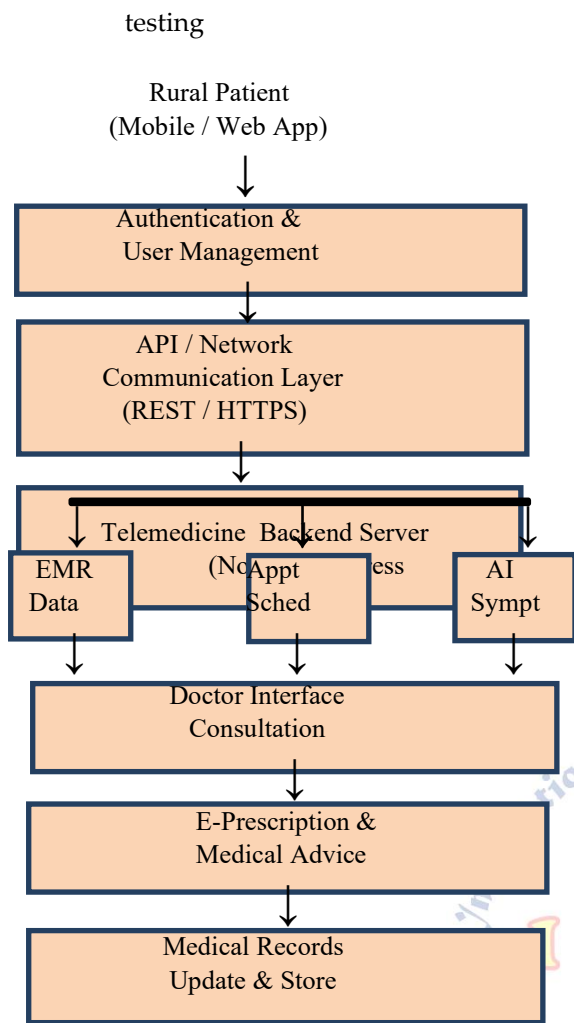 testing
Rural Patient
(Mobile / Web App)
Authentication &
User Management
API / Network
Communication Layer
(REST / HTTPS)
Telemedicine Backend Server
EMR
Data
Appt
Sched
AI
Sympt
Doctor Interface
Consultation
E-Prescription &
Medical Advice
Medical Records
Update & Store